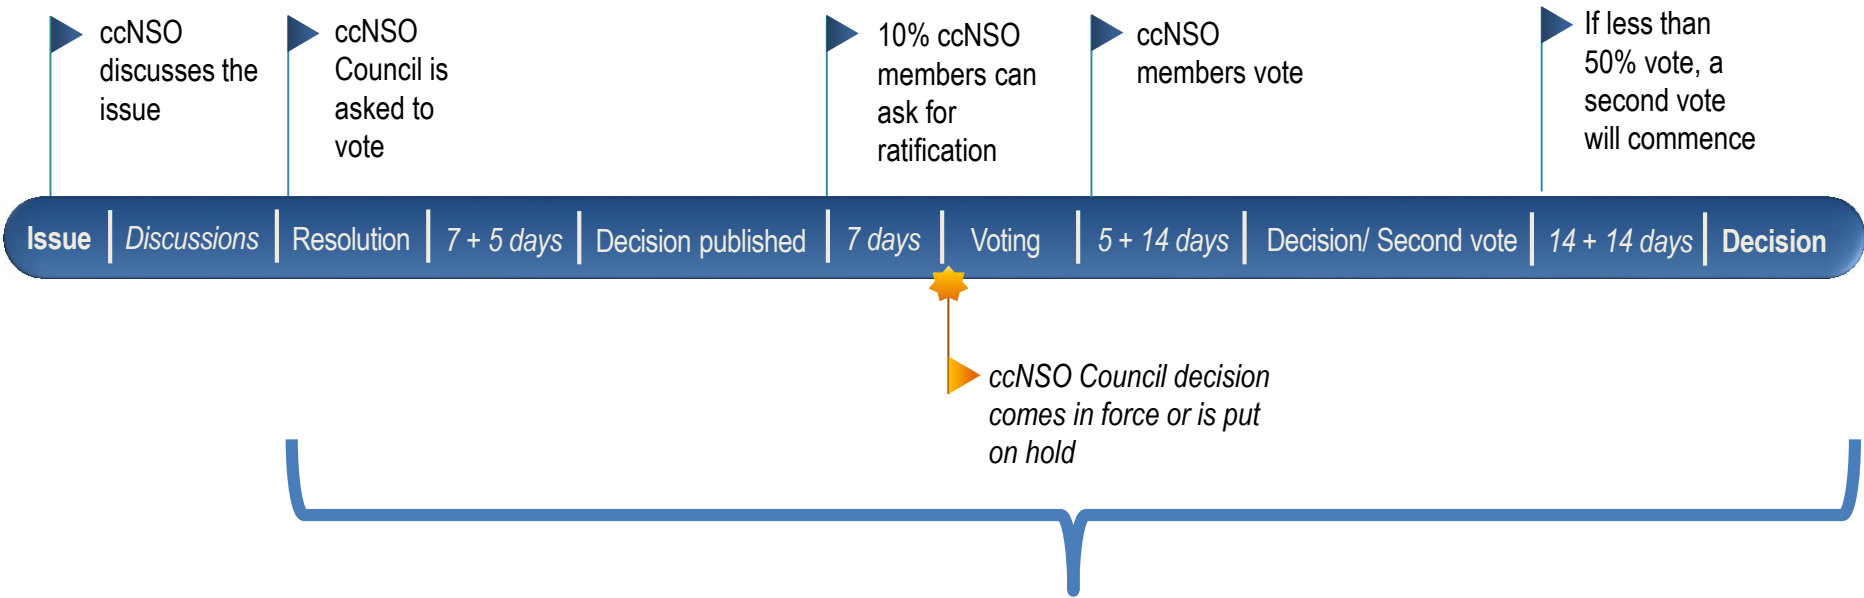 ccNSO
discusses the
issue
ccNSO
Council is
asked to
vote
10% ccNSO
members can
ask for
ratification
ccNSO
members vote
If less than
50% vote, a
second vote
will commence
Issue Discussions Resolution 7 + 5 days Decision published 7 days Voting 5 + 14 days Decision/ Second vote 14 + 14 days Decision
ccNSO Council decision
comes in force or is put
on hold